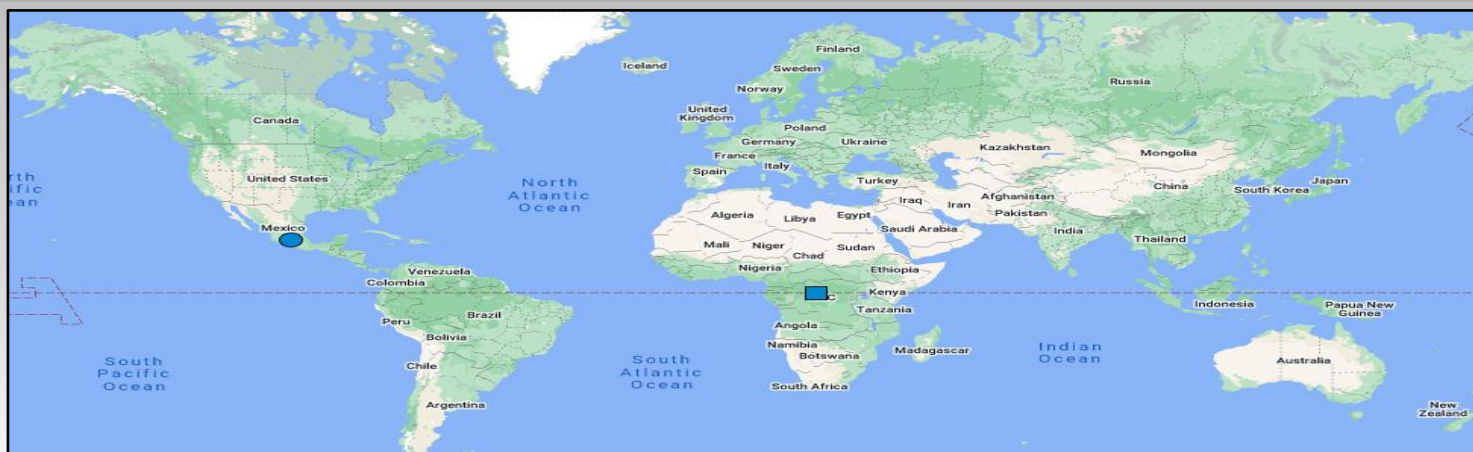 Iceland
Finland
Sweden
Norway
Russia
Canada
United
Kingdom
Poland
Germany
Ukraine
France
Italy
Spain
Kazakhstan
Mongolia
United States
North
Atlantic
Ocean
Turkey
China
South Korea
Japan
Afghanistan
Iraq
Iran
Pakistan
Algeria
Libya
Egypt
Saudi Arabia
India
Mexico
Mali
Niger
Sudan
Chad
Thailand
Nigeria
Ethiopia
Venezuela
Colombia
Kenya
C
Indonesia
Papua New
Guinea
Tanzania
Peru
Brazil
Angola
Bolivia
Namibia
Botswana
Madagascar
Indian
Ocean
Chile
South
Pacific
Ocean
South
Atlantic
Ocean
South Africa
Australia
Argentina
New
Zealand
rth
ific
ean